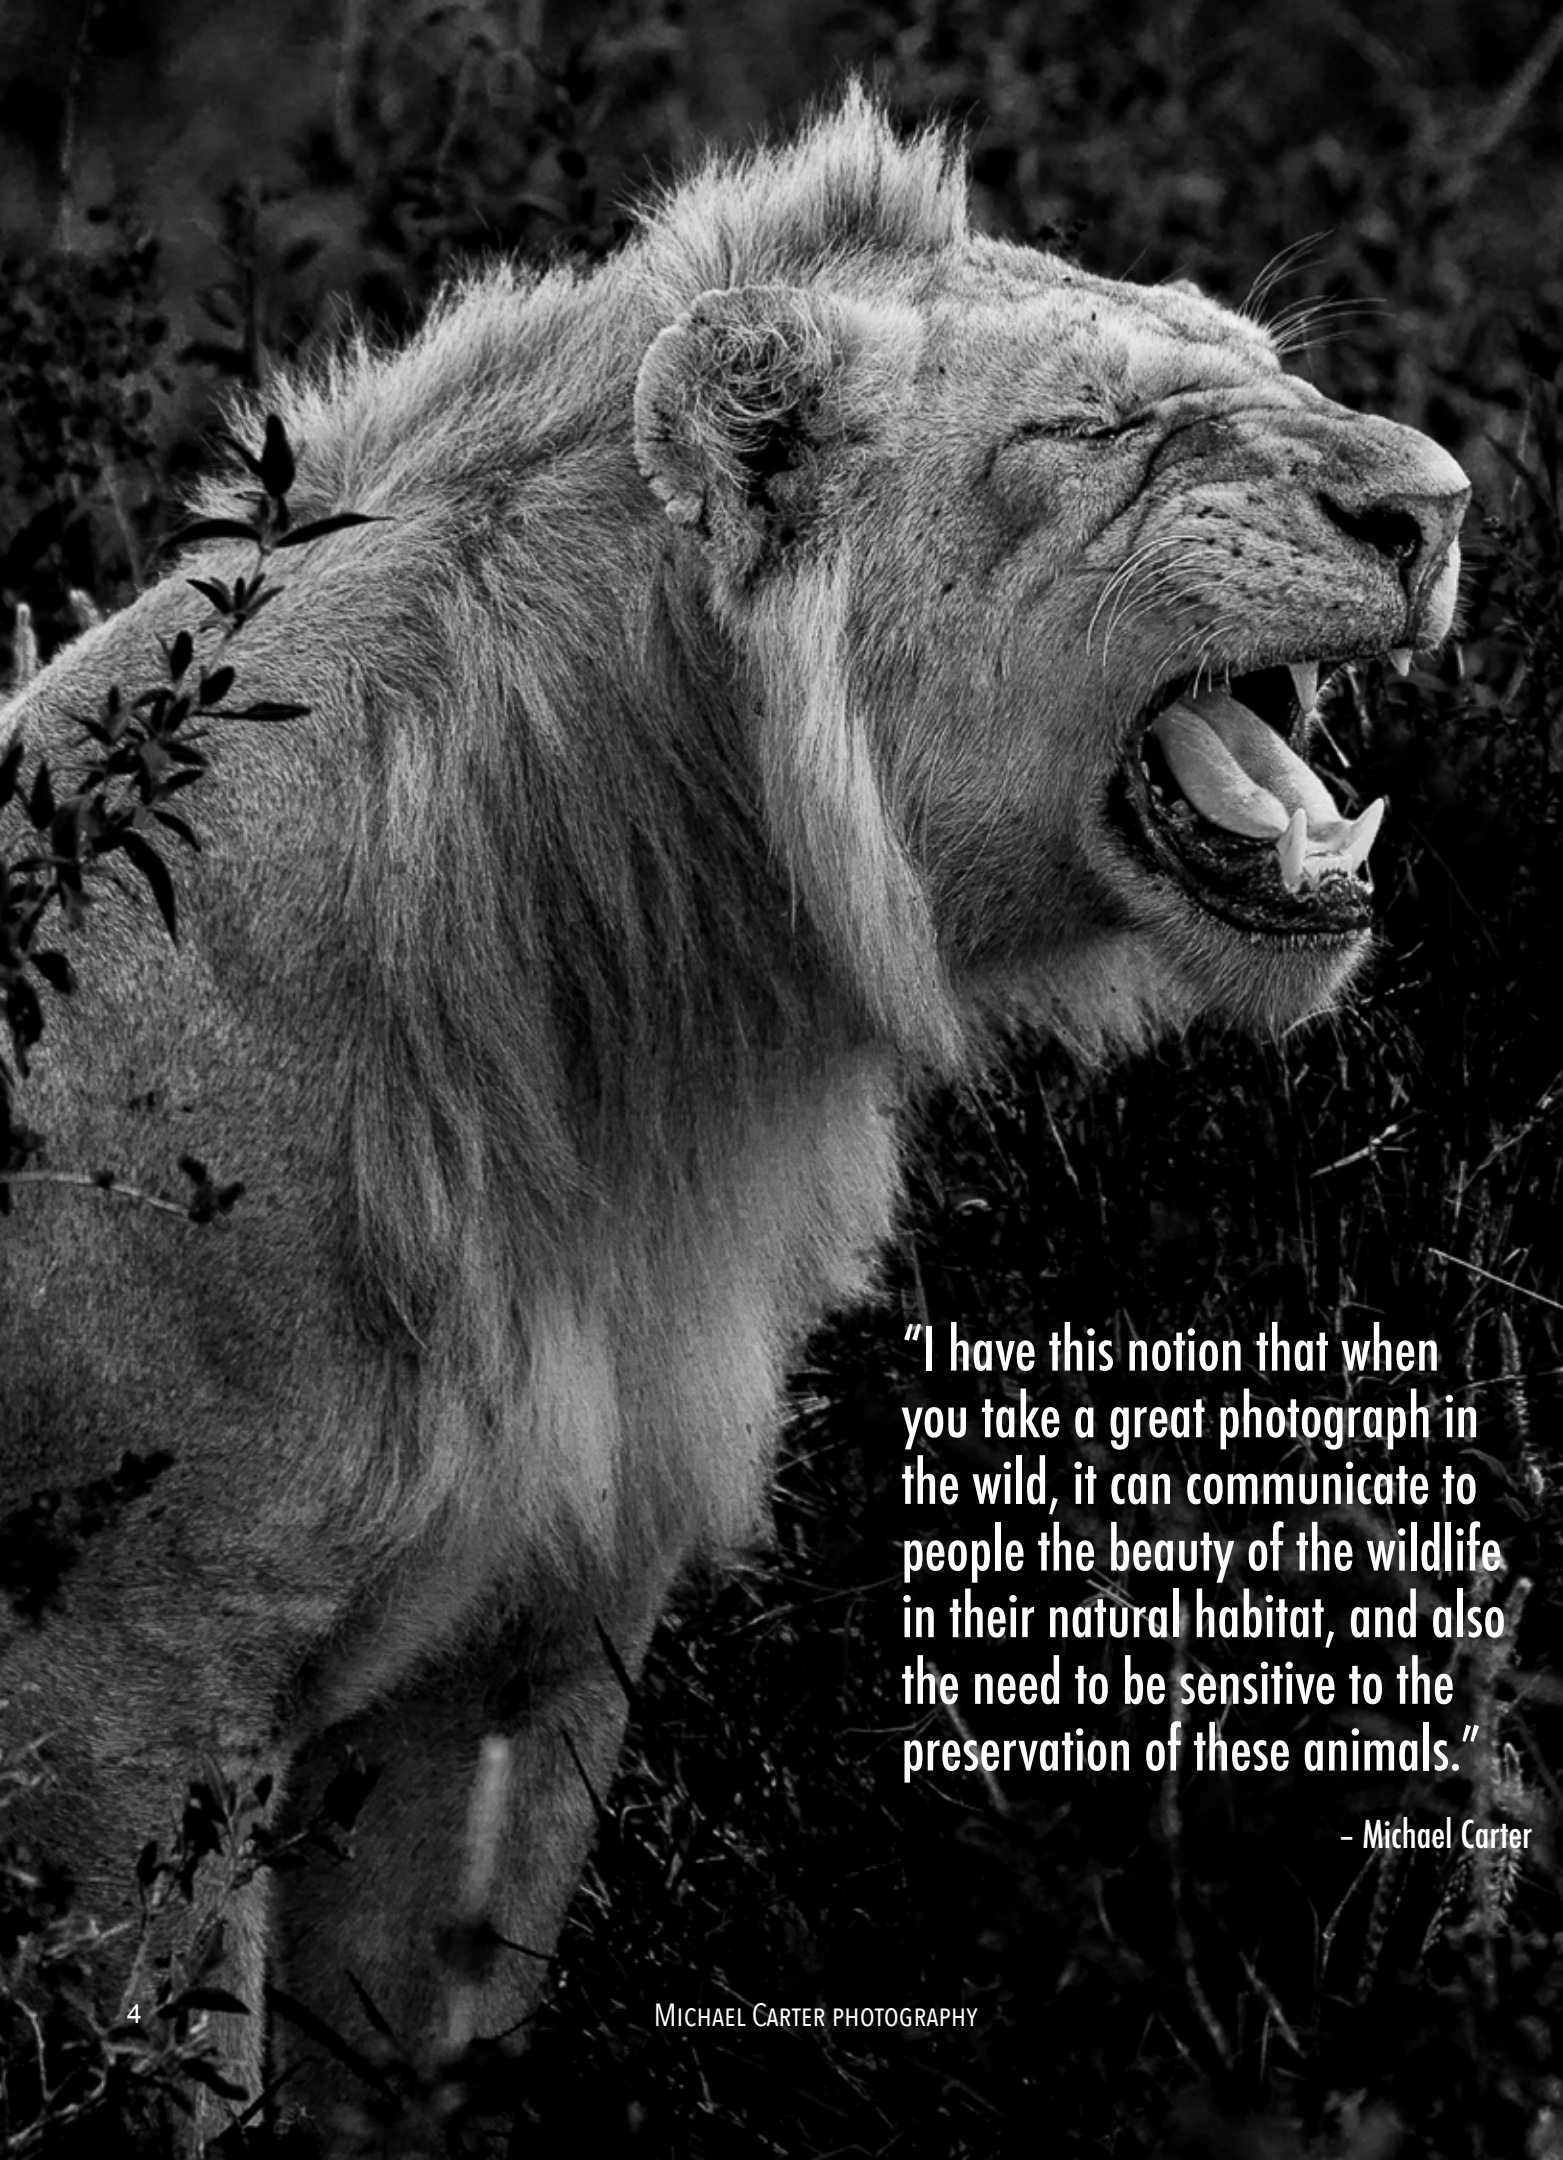 “I have this notion that when
you take a great photograph in
the wild, it can communicate to
people the beauty of the wildlife
in their natural habitat, and also
the need to be sensitive to the
preservation of these animals.”
– Michael Carter
4
Michael Carter photography